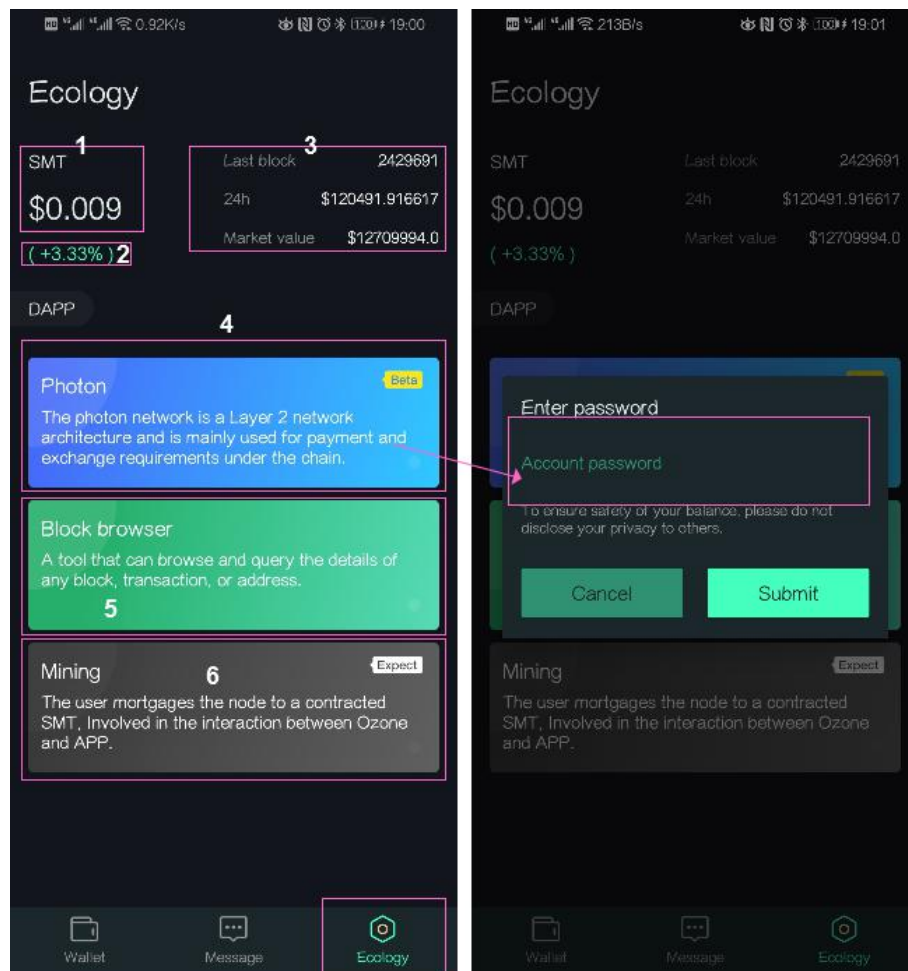 HD 0.92K/s 100 19:00
Ecology
1
3
SMT
$0.009
( +3.33% ) 2
Last block 2429691
24h $120491.916617
Market value $12709994.0
DAPP
4
Photon
Beta
The photon network is a Layer 2 network
architecture and is mainly used for payment and
exchange requirements under the chain.
Block browser
A tool that can browse and query the details of
any block, transaction, or address.
5
Mining
6
Expect
The user mortgages the node to a contracted
SMT, Involved in the interaction between Ozone
and APP.
Wallet
Message
Ecology
HD 213B/s 100 19:01
Ecology
SMT
$0.009
( +3.33% )
Last block 2429691
24h $120491.916617
Market value $12709994.0
DAPP
Enter password
Account password
To ensure safety of your balance, please do not
disclose your privacy to others.
Cancel
Submit
Mining
Expect
The user mortgages the node to a contracted
SMT, Involved in the interaction between Ozone
and APP.
Wallet
Message
Ecology